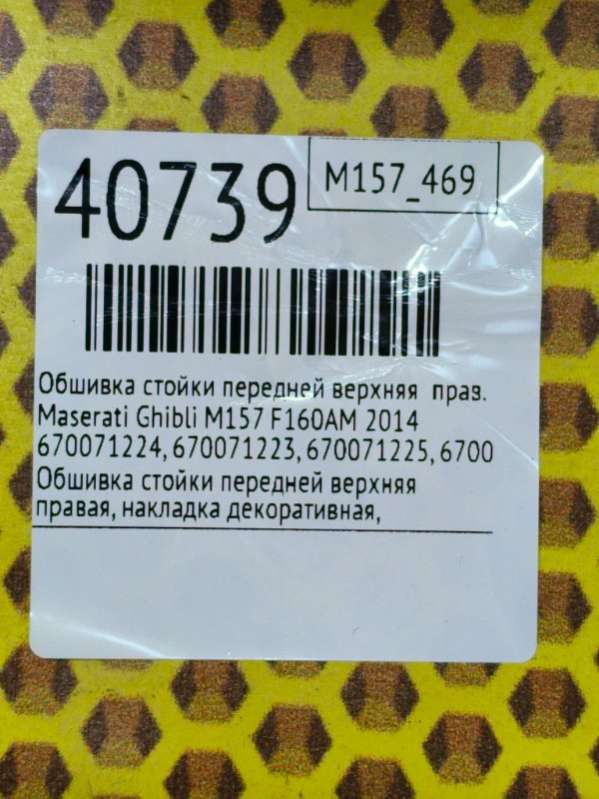 40739
M157_469
Обшивка стойки передней верхняя прав.
Maserati Ghibli M157 F160AM 2014
670071224, 670071223, 670071225, 6700
Обшивка стойки передней верхняя
правая, накладка декоративная,